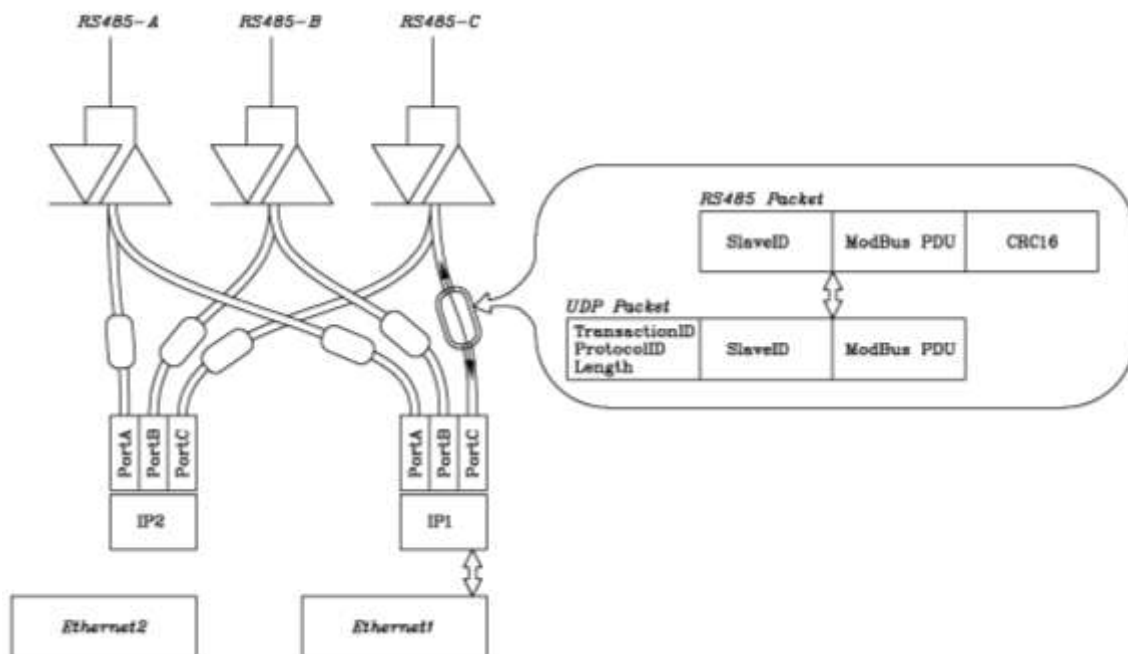 RS485-A
RS485-B
RS485-C
RS485 Packet
SlaveID
ModBus PDU
CRC16
UDP Packet
TransactionID
ProtocolID
Length
SlaveID
ModBus PDU
PortA
PortB
PortC
PortA
PortB
PortC
IP2
IP1
Ethernet2
Ethernet1